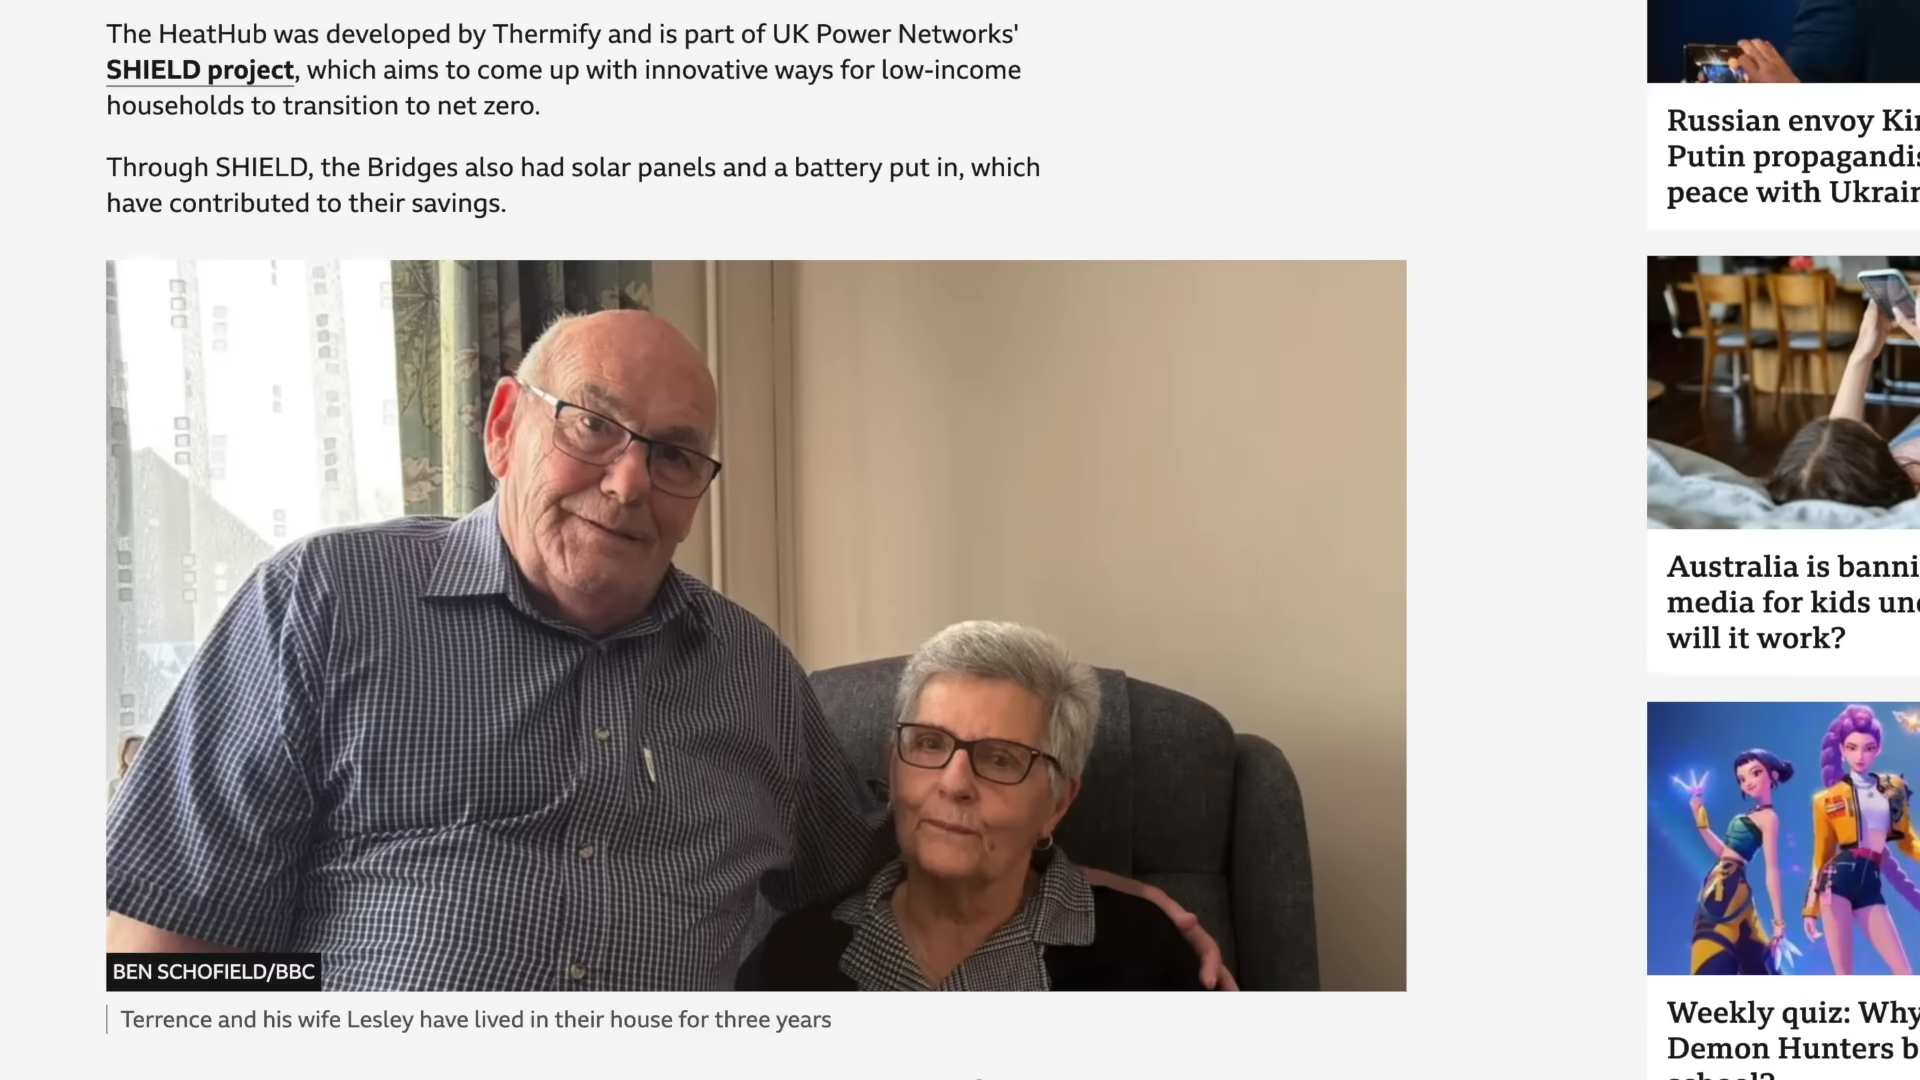 The HeatHub was developed by Thermify and is part of UK Power Networks'
SHIELD project, which aims to come up with innovative ways for low-income
households to transition to net zero.
Through SHIELD, the Bridges also had solar panels and a battery put in, which
have contributed to their savings.
BEN SCHOFIELD/BBC
Terrence and his wife Lesley have lived in their house for three years
Russian envoy
Putin
peace with
Australia is
media for kids
will it work?
Weekly quiz: Why
Demon Hunters